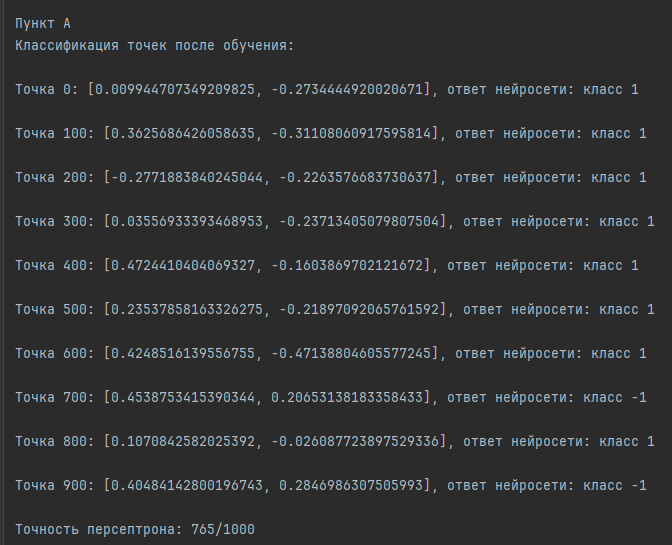 Пункт А
Классификация точек после обучения:
Точка 0: [0.009944707349209825, -0.2734444920020671], ответ нейросети: класс 1
Точка 100: [0.3625686426058635, -0.31108060917595814], ответ нейросети: класс 1
Точка 200: [-0.2771883840245044, -0.2263576683730637], ответ нейросети: класс 1
Точка 300: [0.03556933393468953, -0.23713405079807504], ответ нейросети: класс 1
Точка 400: [0.4724410404069327, -0.1603869702121672], ответ нейросети: класс 1
Точка 500: [0.23537858163326275, -0.21897092065761592], ответ нейросети: класс 1
Точка 600: [0.4248516139556755, -0.47138804605577245], ответ нейросети: класс 1
Точка 700: [0.4538753415390344, 0.20653138183358433], ответ нейросети: класс -1
Точка 800: [0.1070842582025392, -0.026087723897529336], ответ нейросети: класс 1
Точка 900: [0.40484142800196743, 0.2846986307505993], ответ нейросети: класс -1
Точность персептрона: 765/1000